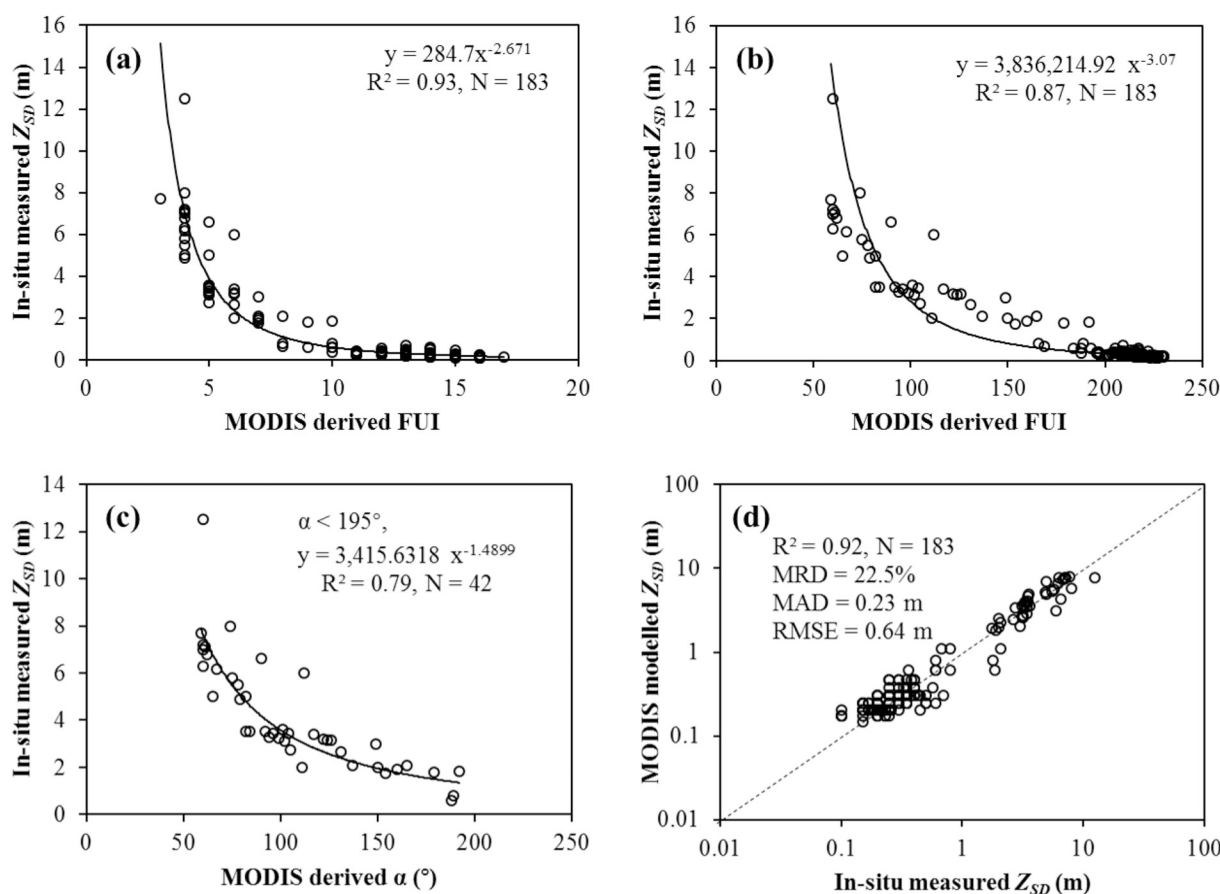 (a)
y = 284.7x^-2.671
R² = 0.93, N = 183
In-situ measured Z_SD (m)
16
14
12
10
8
6
4
2
0
0 5 10 15 20
MODIS derived FUI
(b)
y = 3,836,214.92 x^-3.07
R² = 0.87, N = 183
In-situ measured Z_SD (m)
16
14
12
10
8
6
4
2
0
0 50 100 150 200 250
MODIS derived FUI
(c)
α < 195°,
y = 3,415.6318 x^-1.4899
R² = 0.79, N = 42
In-situ measured Z_SD (m)
14
12
10
8
6
4
2
0
0 50 100 150 200 250
MODIS derived α (°)
(d)
R² = 0.92, N = 183
MRD = 22.5%
MAD = 0.23 m
RMSE = 0.64 m
MODIS modelled Z_SD (m)
100
10
1
0.1
0.01
0.01 0.1 1 10 100
In-situ measured Z_SD (m)